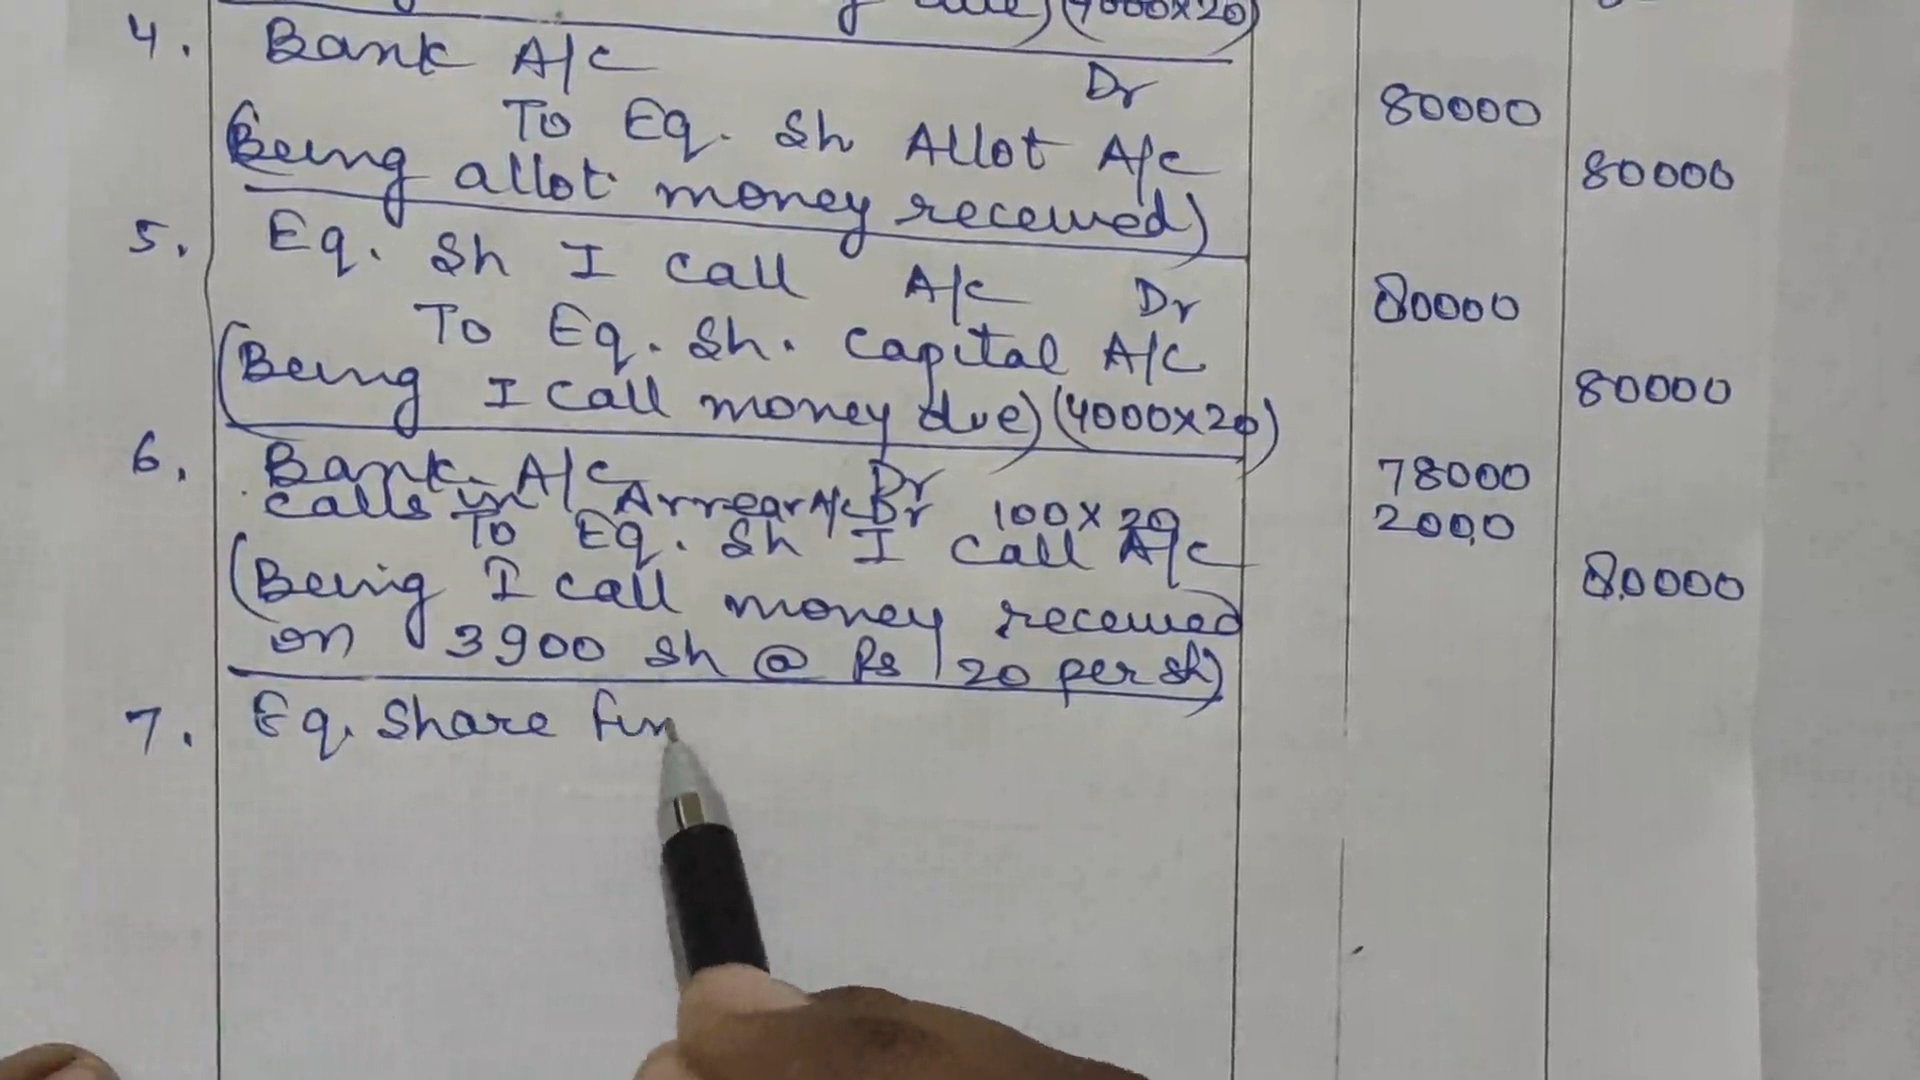 (4000x20)
4. Bank A/c Dr 80000
To Eq. Sh Allot A/c 80000
(Being allot. money received)
5. Eq. Sh I call A/c Dr 80000
To Eq. Sh. Capital A/C 80000
(Being I call money due) (4000x20)
6. Bank A/c Dr 78000
calls in Arrear A/c Dr 100x20 2000
To Eq. Sh I call A/c 80000
(Being I call money received
on 3900 sh @ Rs 20 per sh)
7. Eq. Share fin